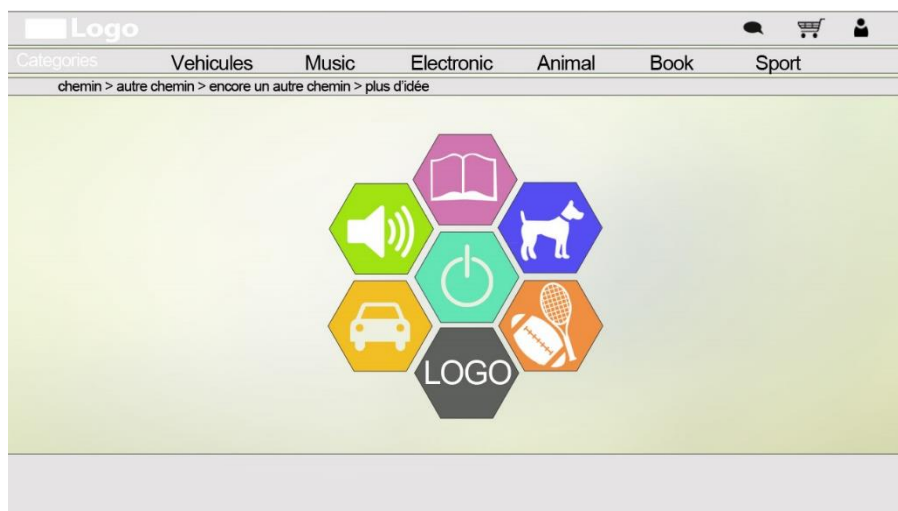 Logo
Categories Vehicules Music Electronic Animal Book Sport
chemin > autre chemin > encore un autre chemin > plus d'idée
LOGO